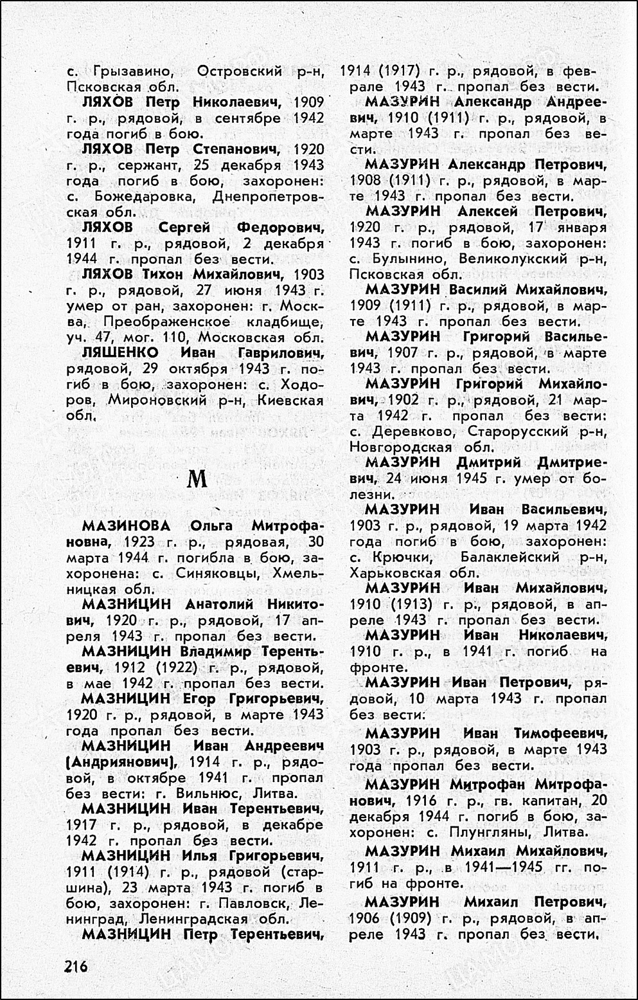 с. Грызавино, Островский р-н,
Псковская обл.
ЛЯХОВ Петр Николаевич, 1909
г. р., рядовой, в сентябре 1942
года погиб в бою.
ЛЯХОВ Петр Степанович, 1920
г. р., сержант, 25 декабря 1943
года погиб в бою, захоронен:
с. Божедаровка, Днепропетров-
ская обл.
ЛЯХОВ Сергей Федорович,
1911 г. р., рядовой, 2 декабря
1944 г. пропал без вести.
ЛЯХОВ Тихон Михайлович, 1903
г. р., рядовой, 27 июня 1943 г.
умер от ран, захоронен: г. Моск-
ва, Преображенское кладбище,
уч. 47, мог. 110, Московская обл.
ЛЯШЕНКО Иван Гаврилович,
рядовой, 29 октября 1943 г. по-
гиб в бою, захоронен: с. Ходо-
ров, Мироновский р-н, Киевская
обл.
М
МАЗИНОВА Ольга Митрофа-
новна, 1923 г. р., рядовая, 30
марта 1944 г. погибла в бою, за-
хоронена: с. Синяковцы, Хмель-
ницкая обл.
МАЗНИЦИН Анатолий Никито-
вич, 1920 г. р., рядовой, 17 ап-
реля 1943 г. пропал без вести.
МАЗНИЦИН Владимир Теренть-
евич, 1912 (1922) г. р., рядовой,
в мае 1942 г. пропал без вести.
МАЗНИЦИН Егор Григорьевич,
1920 г. р., рядовой, в марте 1943
года пропал без вести.
МАЗНИЦИН Иван Андреевич
(Андриянович), 1914 г. р., рядо-
вой, в октябре 1941 г. пропал
без вести: г. Вильнюс, Литва.
МАЗНИЦИН Иван Терентьевич,
1917 г. р., рядовой, в декабре
1942 г. пропал без вести.
МАЗНИЦИН Илья Григорьевич,
1911 (1914) г. р., рядовой (стар-
шина), 23 марта 1943 г. погиб в
бою, захоронен: г. Павловск, Ле-
нинград, Ленинградская обл.
МАЗНИЦИН Петр Терентьевич,
1914 (1917) г. р., рядовой, в фев-
рале 1943 г. пропал без вести.
МАЗУРИН Александр Андрее-
вич, 1910 (1911) г. р., рядовой, в
марте 1943 г. пропал без ве-
сти.
МАЗУРИН Александр Петрович,
1908 (1911) г. р., рядовой, в мар-
те 1943 г. пропал без вести.
МАЗУРИН Алексей Петрович,
1920 г. р., рядовой, 17 января
1943 г. погиб в бою, захоронен:
с. Булынино, Великолукский р-н,
Псковская обл.
МАЗУРИН Василий Михайлович,
1909 (1911) г. р., рядовой, в мар-
те 1943 г. пропал без вести.
МАЗУРИН Григорий Василье-
вич, 1907 г. р., рядовой, в марте
1943 г. пропал без вести.
МАЗУРИН Григорий Михайло-
вич, 1902 г. р., рядовой, 21 мар-
та 1942 г. пропал без вести:
с. Деревково, Старорусский р-н,
Новгородская обл.
МАЗУРИН Дмитрий Дмитрие-
вич, 24 июня 1945 г. умер от бо-
лезни.
МАЗУРИН Иван Васильевич,
1903 г. р., рядовой, 19 марта 1942
года погиб в бою, захоронен:
с. Крючки, Балаклейский р-н,
Харьковская обл.
МАЗУРИН Иван Михайлович,
1910 (1913) г. р., рядовой, в ап-
реле 1943 г. пропал без вести.
МАЗУРИН Иван Николаевич,
1910 г. р., в 1941 г. погиб на
фронте.
МАЗУРИН Иван Петрович, ря-
довой, 10 марта 1943 г. пропал
без вести:
МАЗУРИН Иван Тимофеевич,
1903 г. р., рядовой, в марте 1943
года пропал без вести.
МАЗУРИН Митрофан Митрофа-
нович, 1916 г. р., гв. капитан, 20
декабря 1944 г. погиб в бою, за-
хоронен: с. Плунгляны, Литва.
МАЗУРИН Михаил Михайлович,
1911 г. р., в 1941—1945 гг. по-
гиб на фронте.
МАЗУРИН Михаил Петрович,
1906 (1909) г. р., рядовой, в ап-
реле 1943 г. пропал без вести.
216